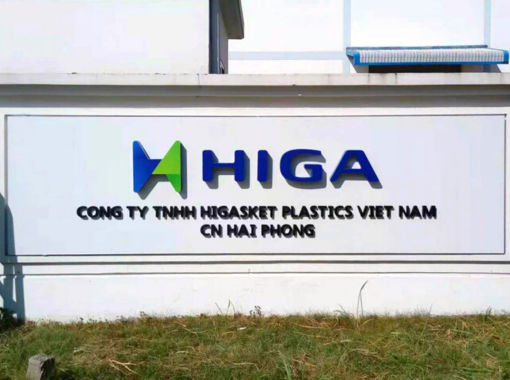 HIGA
CONG TY TNHH HIGASKET PLASTICS VIET NAM
CN HAI PHONG